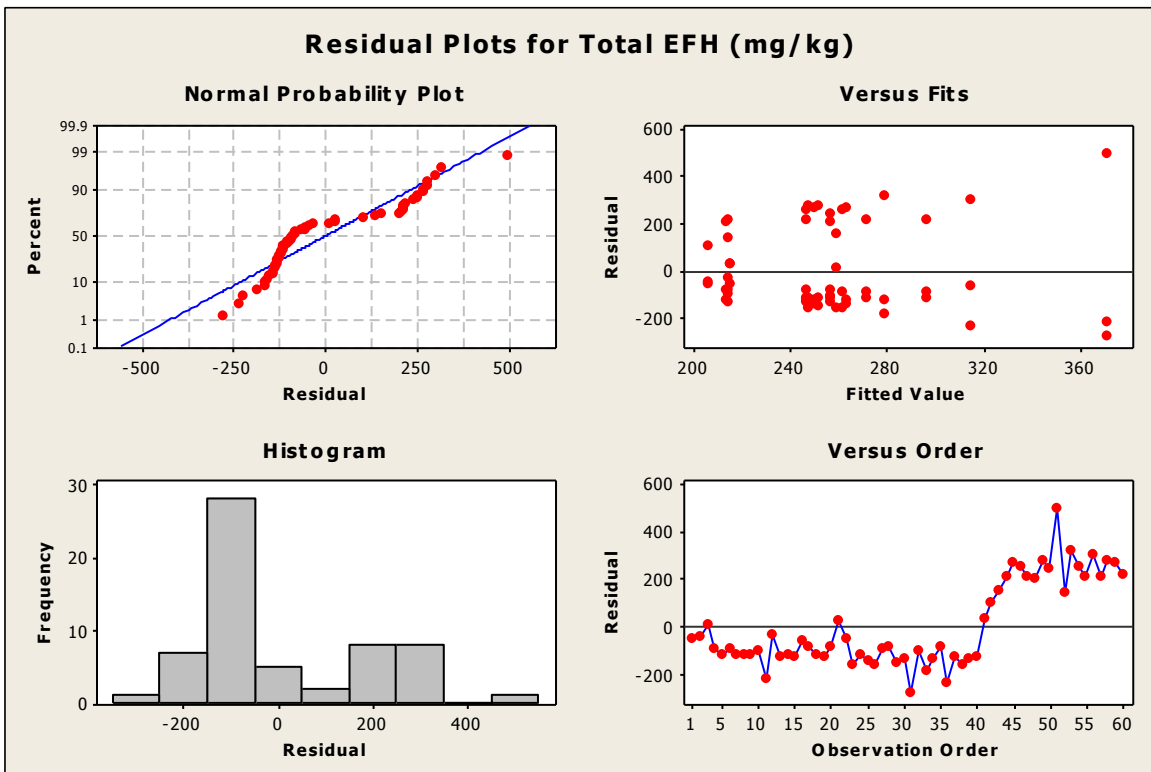 Residual Plots for Total EFH (mg/kg)
Normal Probability Plot
99.9
99
90
50
10
1
0.1
Percent
-500 -250 0 250 500
Residual
Versus Fits
600
400
200
0
-200
Residual
200 240 280 320 360
Fitted Value
Histogram
30
20
10
0
Frequency
-200 0 200 400
Residual
Versus Order
600
400
200
0
-200
Residual
1 5 10 15 20 25 30 35 40 45 50 55 60
Observation Order